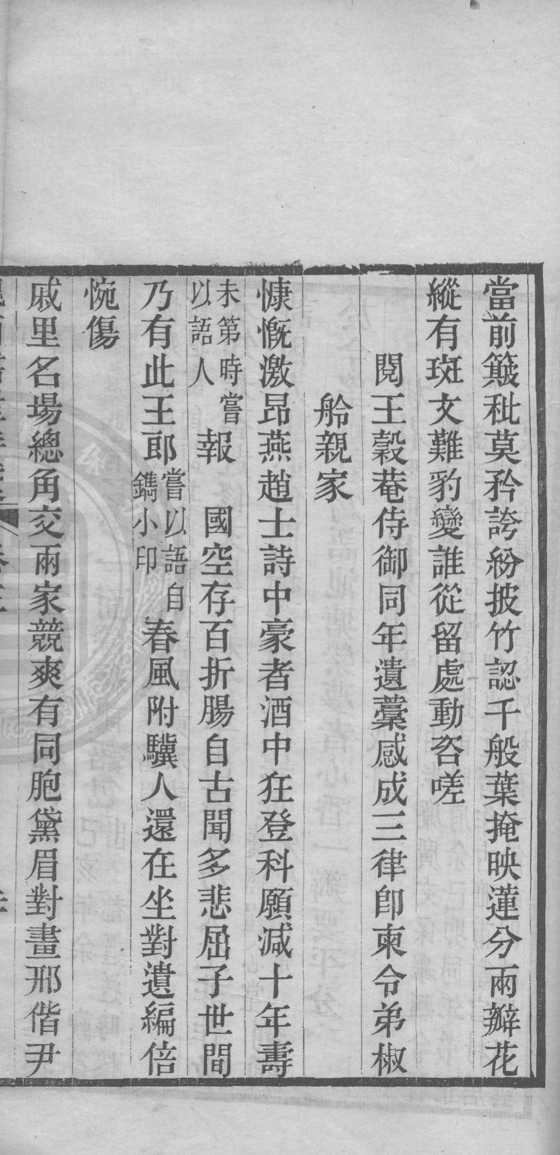 當前籤秕莫矜誇紛披竹認千般葉掩映蓮分兩瓣花
縱有斑文難豹變誰從留處動咨嗟
閱王穀菴侍御同年遺藁感成三律卽柬令弟椒
舲親家
慷慨激昂燕趙士詩中豪者酒中狂登科願減十年壽
未第時嘗以語人報國空存百折腸自古聞多悲屈子世間
乃有此王郎嘗以語自鐫小印春風附驥人還在坐對遺編倍
惋傷
戚里名場總角交兩家競爽有同胞黛眉對畫邢偕尹